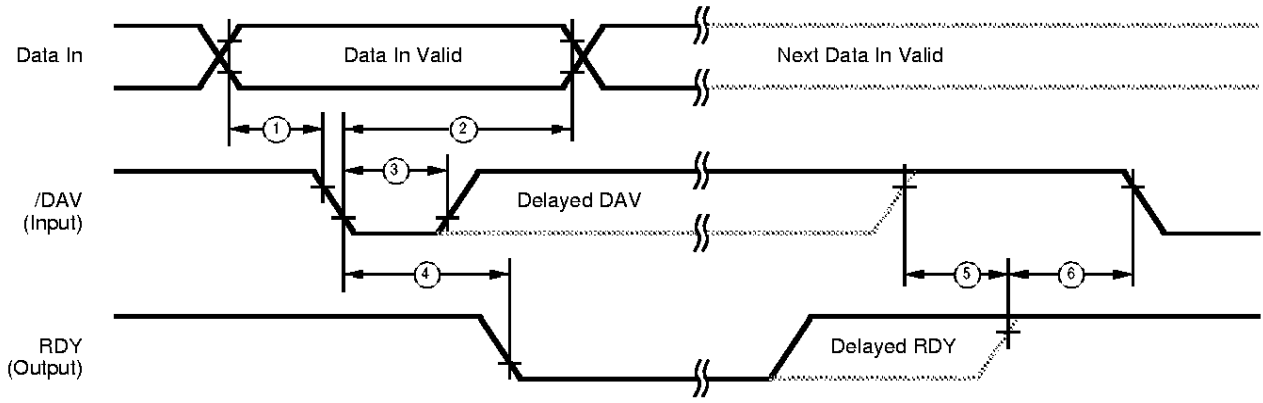 Data In
Data In Valid
Next Data In Valid
1
2
3
/DAV
(Input)
Delayed DAV
4
5
6
RDY
(Output)
Delayed RDY